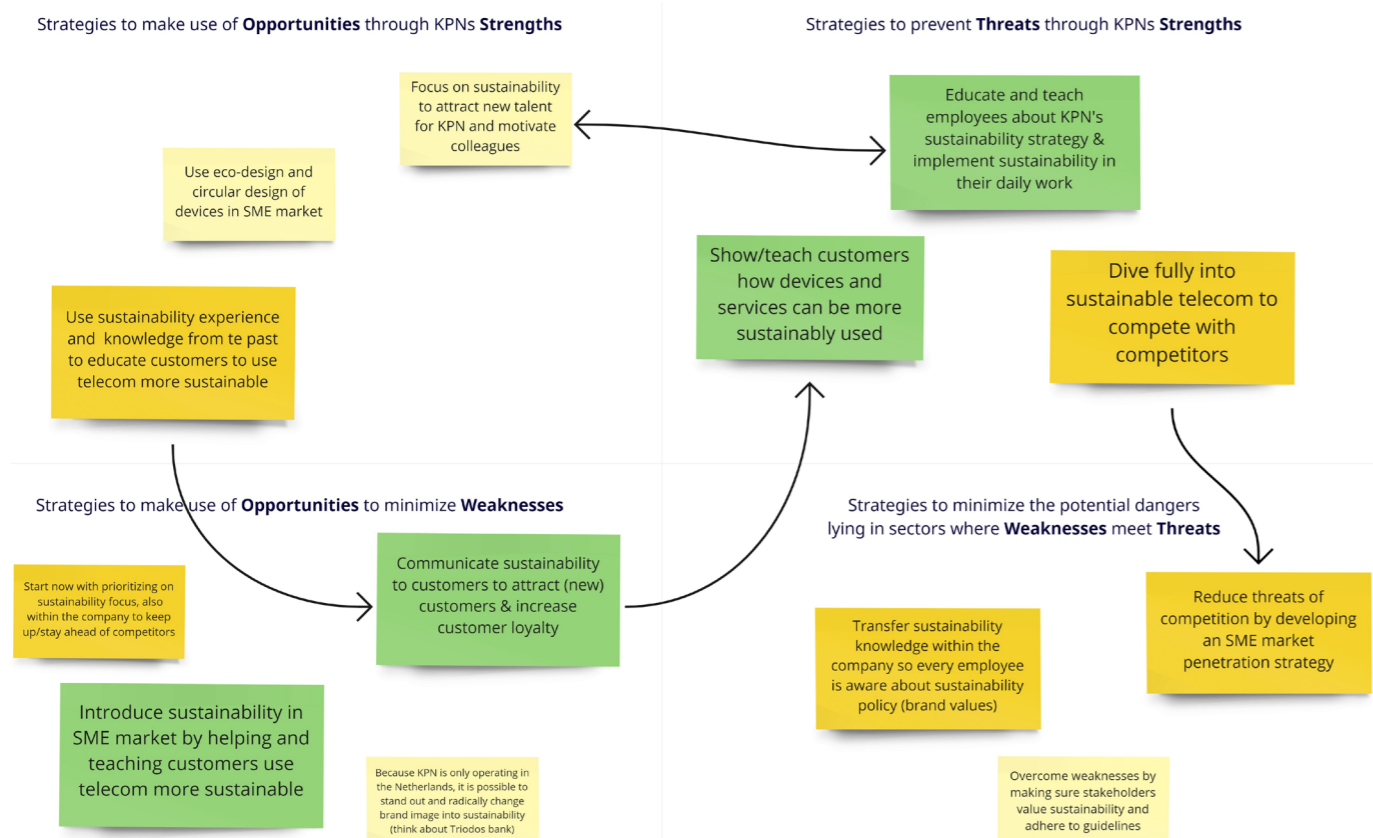 Strategies to make use of Opportunities through KPNs Strengths
Focus on sustainability
to attract new talent
for KPN and motivate
colleagues
Use eco-design and
circular design of
devices in SME market
Use sustainability experience
and knowledge from te past
to educate customers to use
telecom more sustainable
Strategies to prevent Threats through KPNs Strengths
Educate and teach
employees about KPN's
sustainability strategy &
implement sustainability in
their daily work
Show/teach customers
how devices and
services can be more
sustainably used
Dive fully into
sustainable telecom to
compete with
competitors
Strategies to make use of Opportunities to minimize Weaknesses
Communicate sustainability
to customers to attract (new)
customers & increase
customer loyalty
Start now with prioritizing on
sustainability focus, also
within the company to keep
up/stay ahead of competitors
Introduce sustainability in
SME market by helping and
teaching customers use
telecom more sustainable
Because KPN is only operating in
the Netherlands, it is possible to
stand out and radically change
brand image into sustainability
(think about Triodos bank)
Strategies to minimize the potential dangers
lying in sectors where Weaknesses meet Threats
Reduce threats of
competition by developing
an SME market
penetration strategy
Transfer sustainability
knowledge within the
company so every employee
is aware about sustainability
policy (brand values)
Overcome weaknesses by
making sure stakeholders
value sustainability and
adhere to guidelines